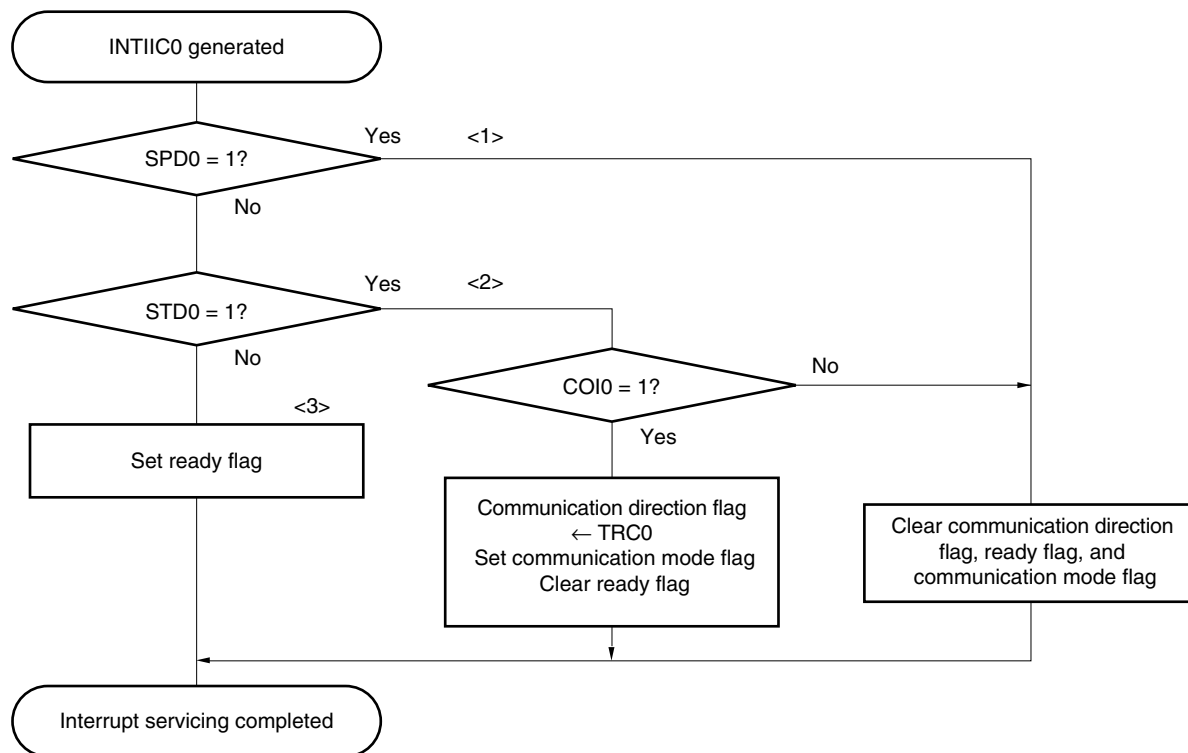 INTIIC0 generated
Yes
<1>
SPD0 = 1?
No
Yes
<2>
STD0 = 1?
No
COI0 = 1?
No
<3>
Yes
Set ready flag
Communication direction flag
← TRC0
Set communication mode flag
Clear ready flag
Clear communication direction
flag, ready flag, and
communication mode flag
Interrupt servicing completed